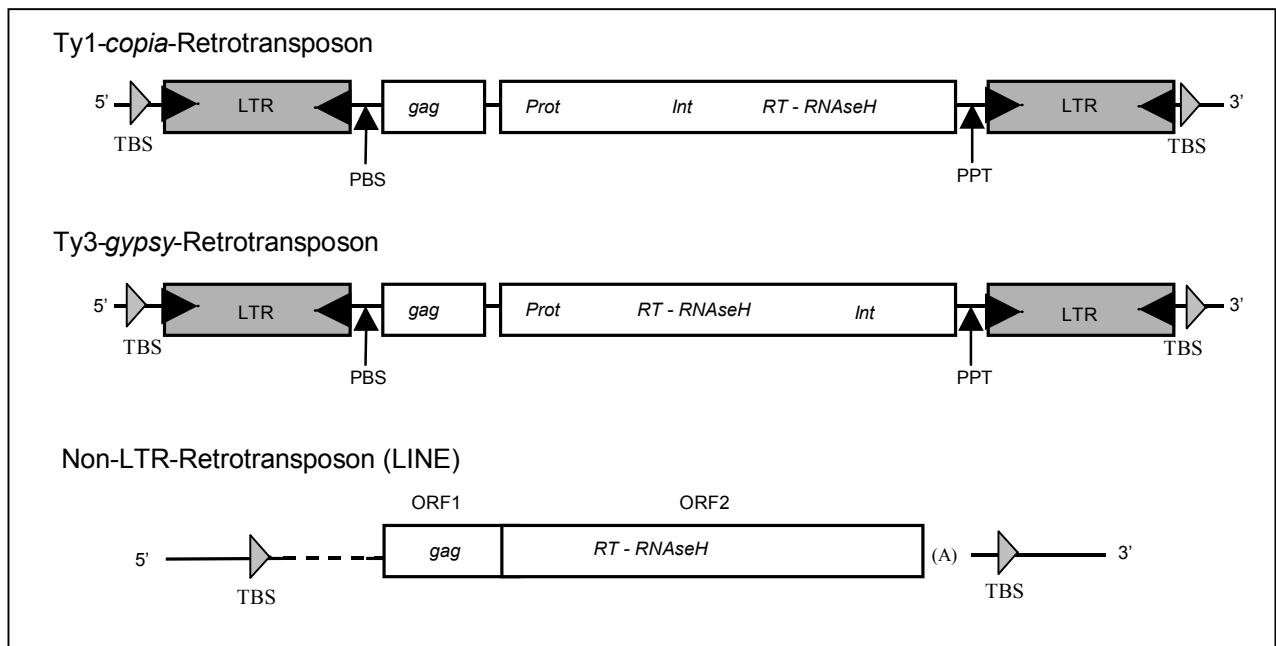 Ty1-copia-Retrotransposon
5’ LTR gag Prot Int RT - RNAseH LTR 3’
TBS TBS
PBS PPT
Ty3-gypsy-Retrotransposon
5’ LTR gag Prot RT - RNAseH Int LTR 3’
TBS TBS
PBS PPT
Non-LTR-Retrotransposon (LINE)
ORF1 ORF2
5’ gag RT - RNAseH (A) 3’
TBS TBS